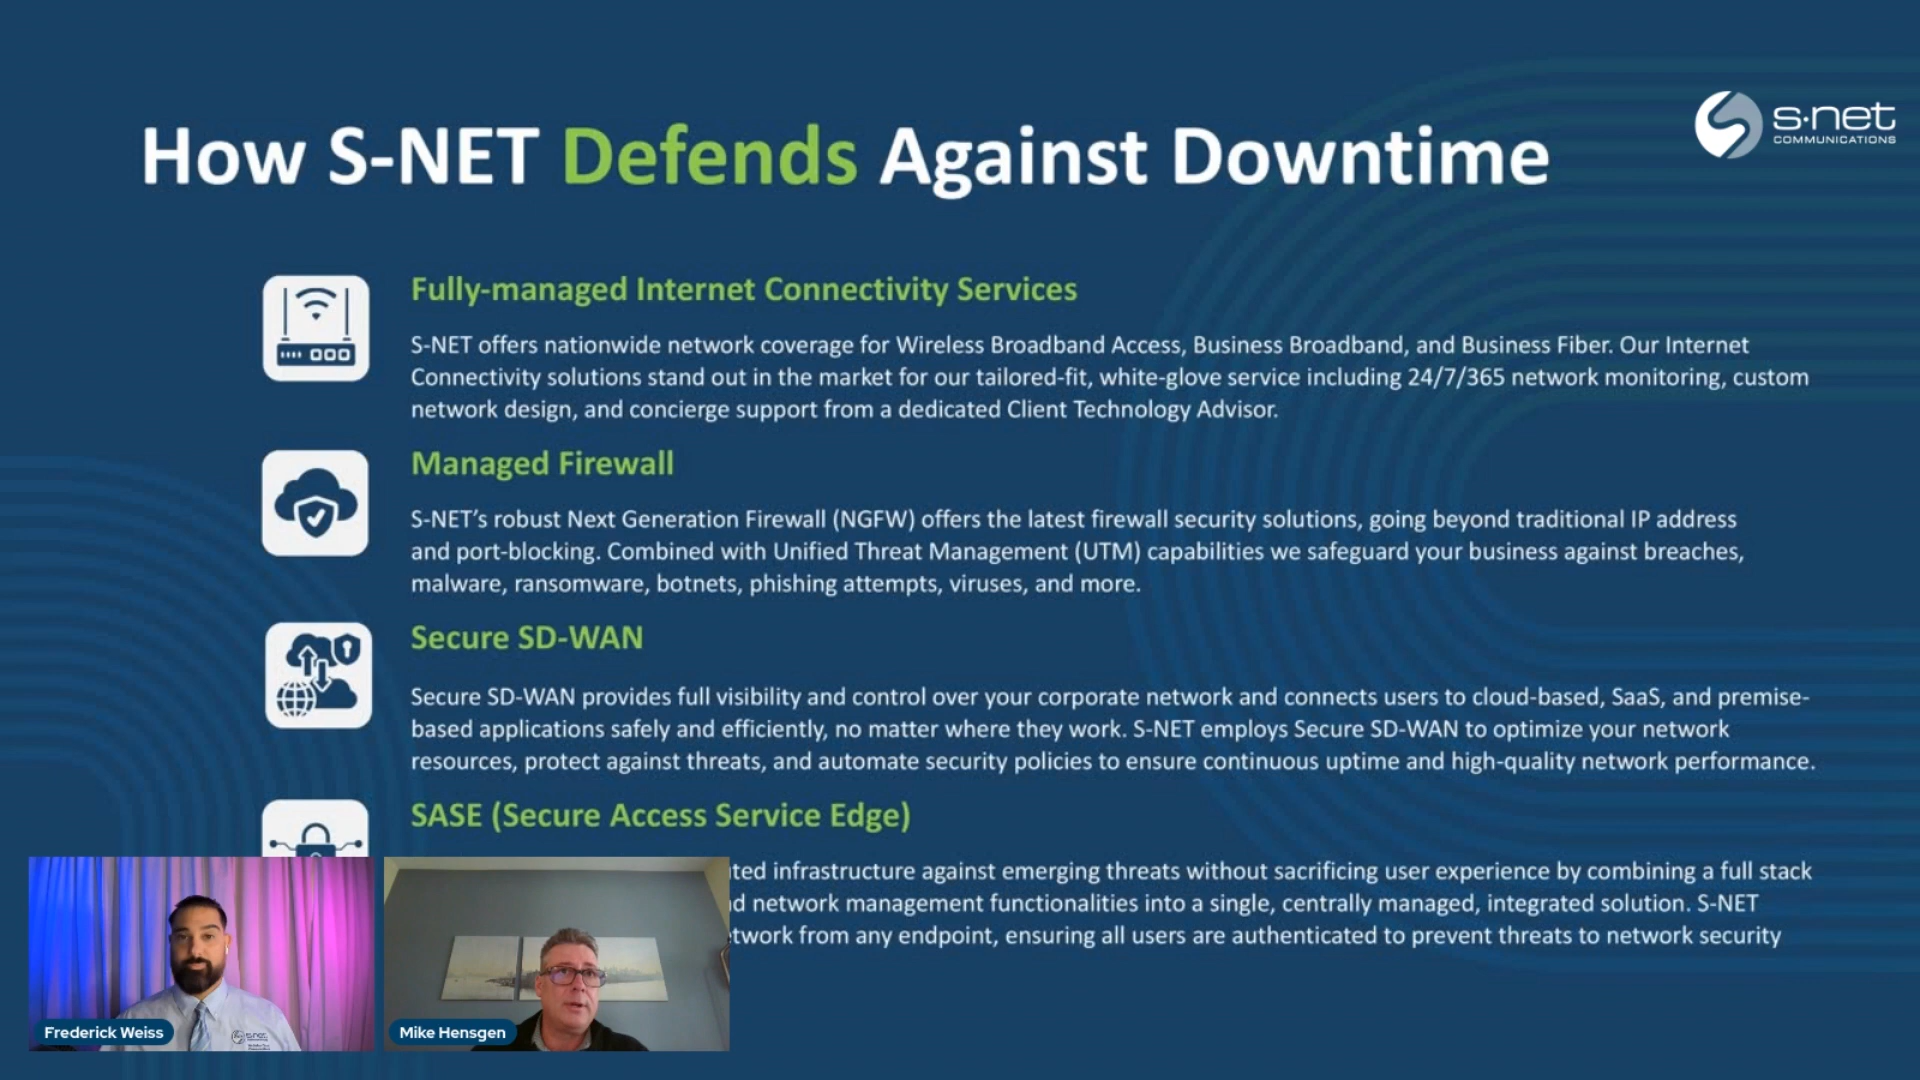 How S-NET Defends Against Downtime
s·net
COMMUNICATIONS
Fully-managed Internet Connectivity Services
S-NET offers nationwide network coverage for Wireless Broadband Access, Business Broadband, and Business Fiber. Our Internet
Connectivity solutions stand out in the market for our tailored-fit, white-glove service including 24/7/365 network monitoring, custom
network design, and concierge support from a dedicated Client Technology Advisor.
Managed Firewall
S-NET’s robust Next Generation Firewall (NGFW) offers the latest firewall security solutions, going beyond traditional IP address
and port-blocking. Combined with Unified Threat Management (UTM) capabilities we safeguard your business against breaches,
malware, ransomware, botnets, phishing attempts, viruses, and more.
Secure SD-WAN
Secure SD-WAN provides full visibility and control over your corporate network and connects users to cloud-based, SaaS, and premise-
based applications safely and efficiently, no matter where they work. S-NET employs Secure SD-WAN to optimize your network
resources, protect against threats, and automate security policies to ensure continuous uptime and high-quality network performance.
SASE (Secure Access Service Edge)
infrastructure against emerging threats without sacrificing user experience by combining a full stack
network management functionalities into a single, centrally managed, integrated solution. S-NET
from any endpoint, ensuring all users are authenticated to prevent threats to network security
s·net
Frederick Weiss
Mike Hensgen